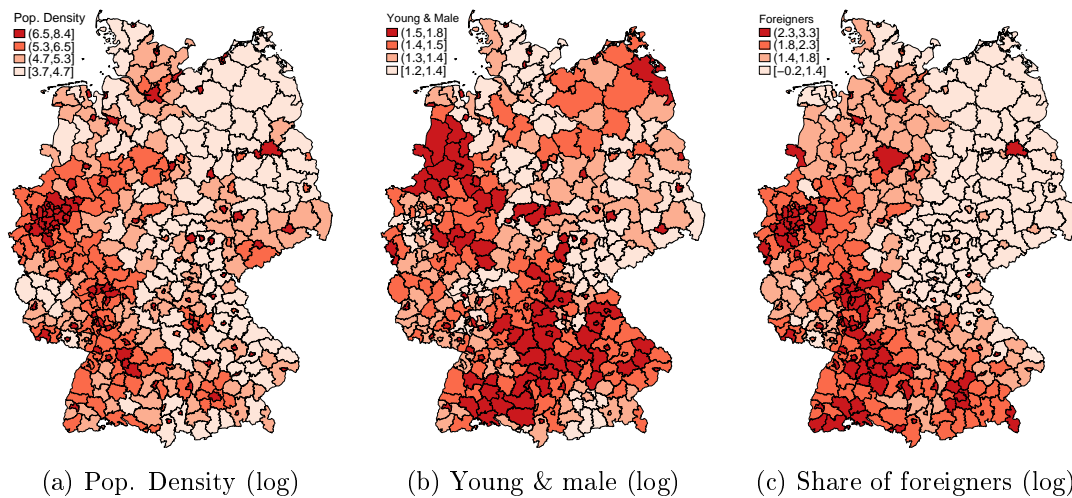 Pop. Density
(6.5,8.4]
(5.3,6.5]
(4.7,5.3]
[3.7,4.7]
Young & Male
(1.5,1.8]
(1.4,1.5]
(1.3,1.4]
[1.2,1.4]
Foreigners
(2.3,3.3]
(1.8,2.3]
(1.4,1.8]
[−0.2,1.4]
(a) Pop. Density (log)
(b) Young & male (log)
(c) Share of foreigners (log)